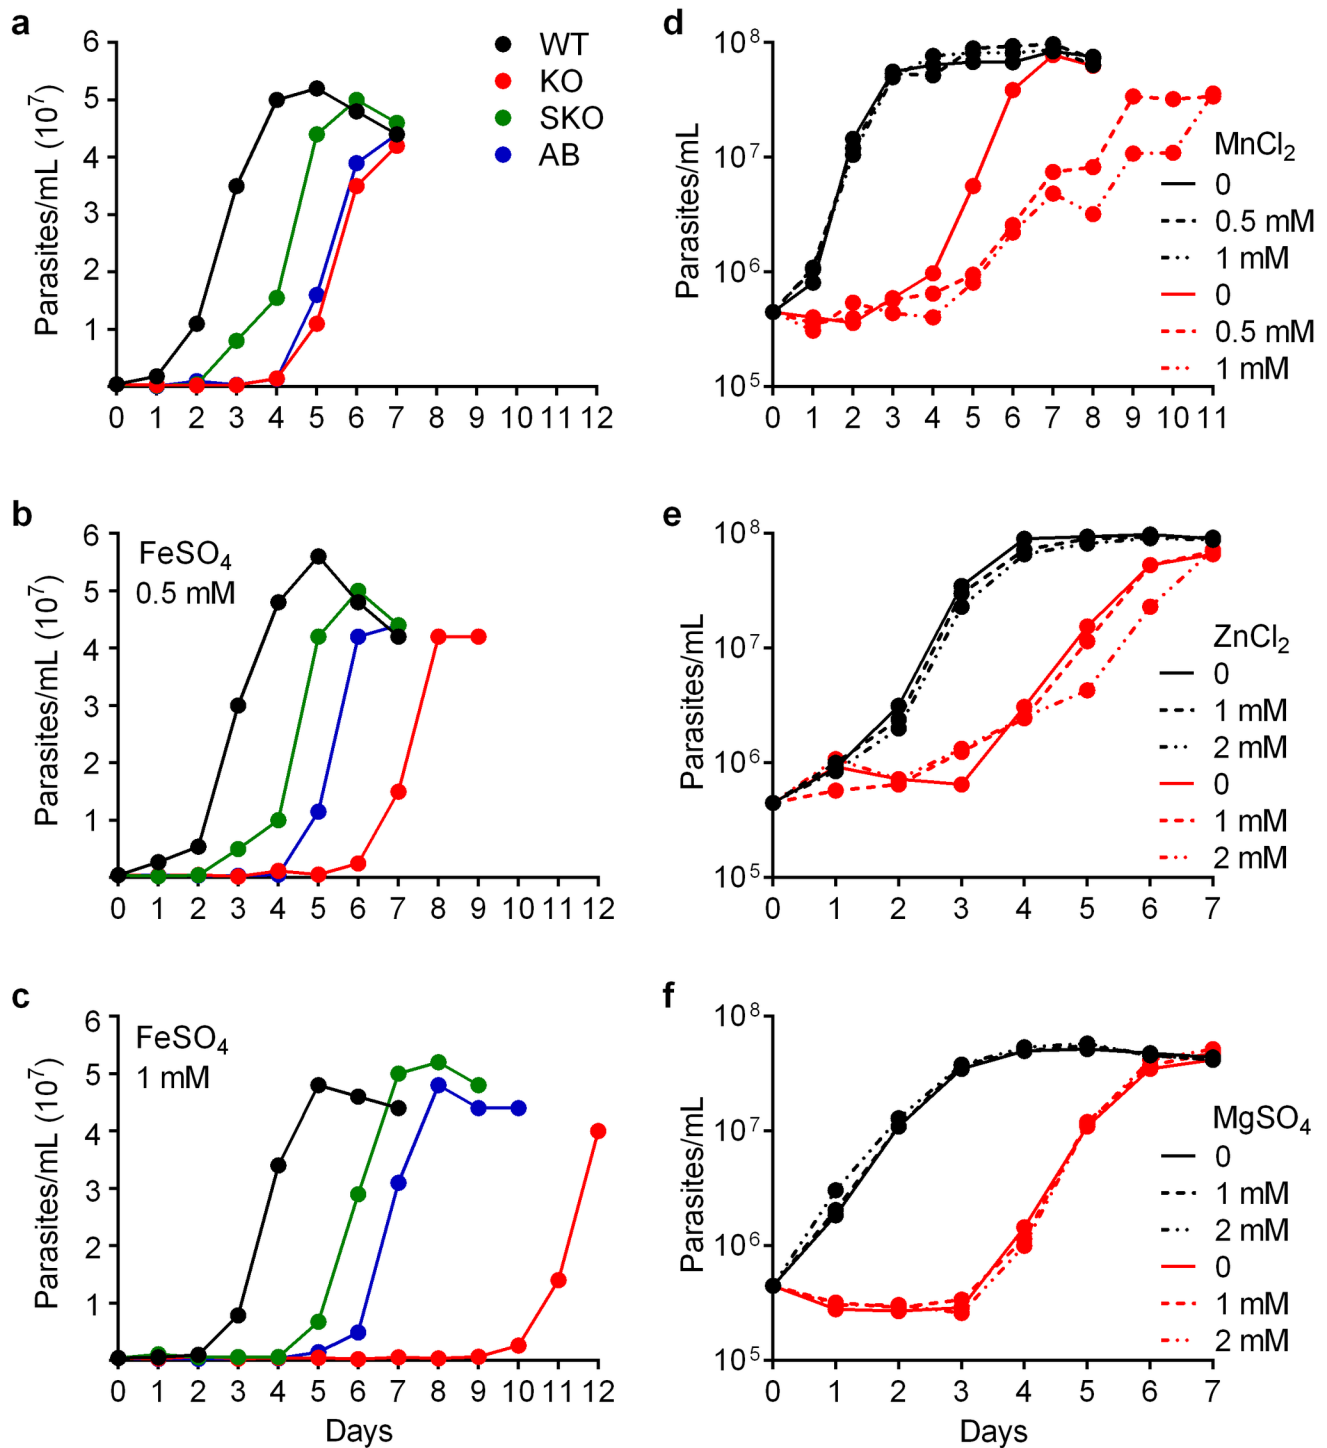 a
Parasites/mL (10⁷)
6
5
4
3
2
1
0 1 2 3 4 5 6 7 8 9 10 11 12
WT
KO
SKO
AB
b
FeSO₄
0.5 mM
Parasites/mL (10⁷)
6
5
4
3
2
1
0 1 2 3 4 5 6 7 8 9 10 11 12
c
FeSO₄
1 mM
Parasites/mL (10⁷)
6
5
4
3
2
1
0 1 2 3 4 5 6 7 8 9 10 11 12
Days
d
Parasites/mL
10⁸
10⁷
10⁶
10⁵
0 1 2 3 4 5 6 7 8 9 10 11
MnCl₂
0
0.5 mM
1 mM
0
0.5 mM
1 mM
e
Parasites/mL
10⁸
10⁷
10⁶
10⁵
0 1 2 3 4 5 6 7
ZnCl₂
0
1 mM
2 mM
0
1 mM
2 mM
f
Parasites/mL
10⁸
10⁷
10⁶
10⁵
0 1 2 3 4 5 6 7
MgSO₄
0
1 mM
2 mM
0
1 mM
2 mM
Days